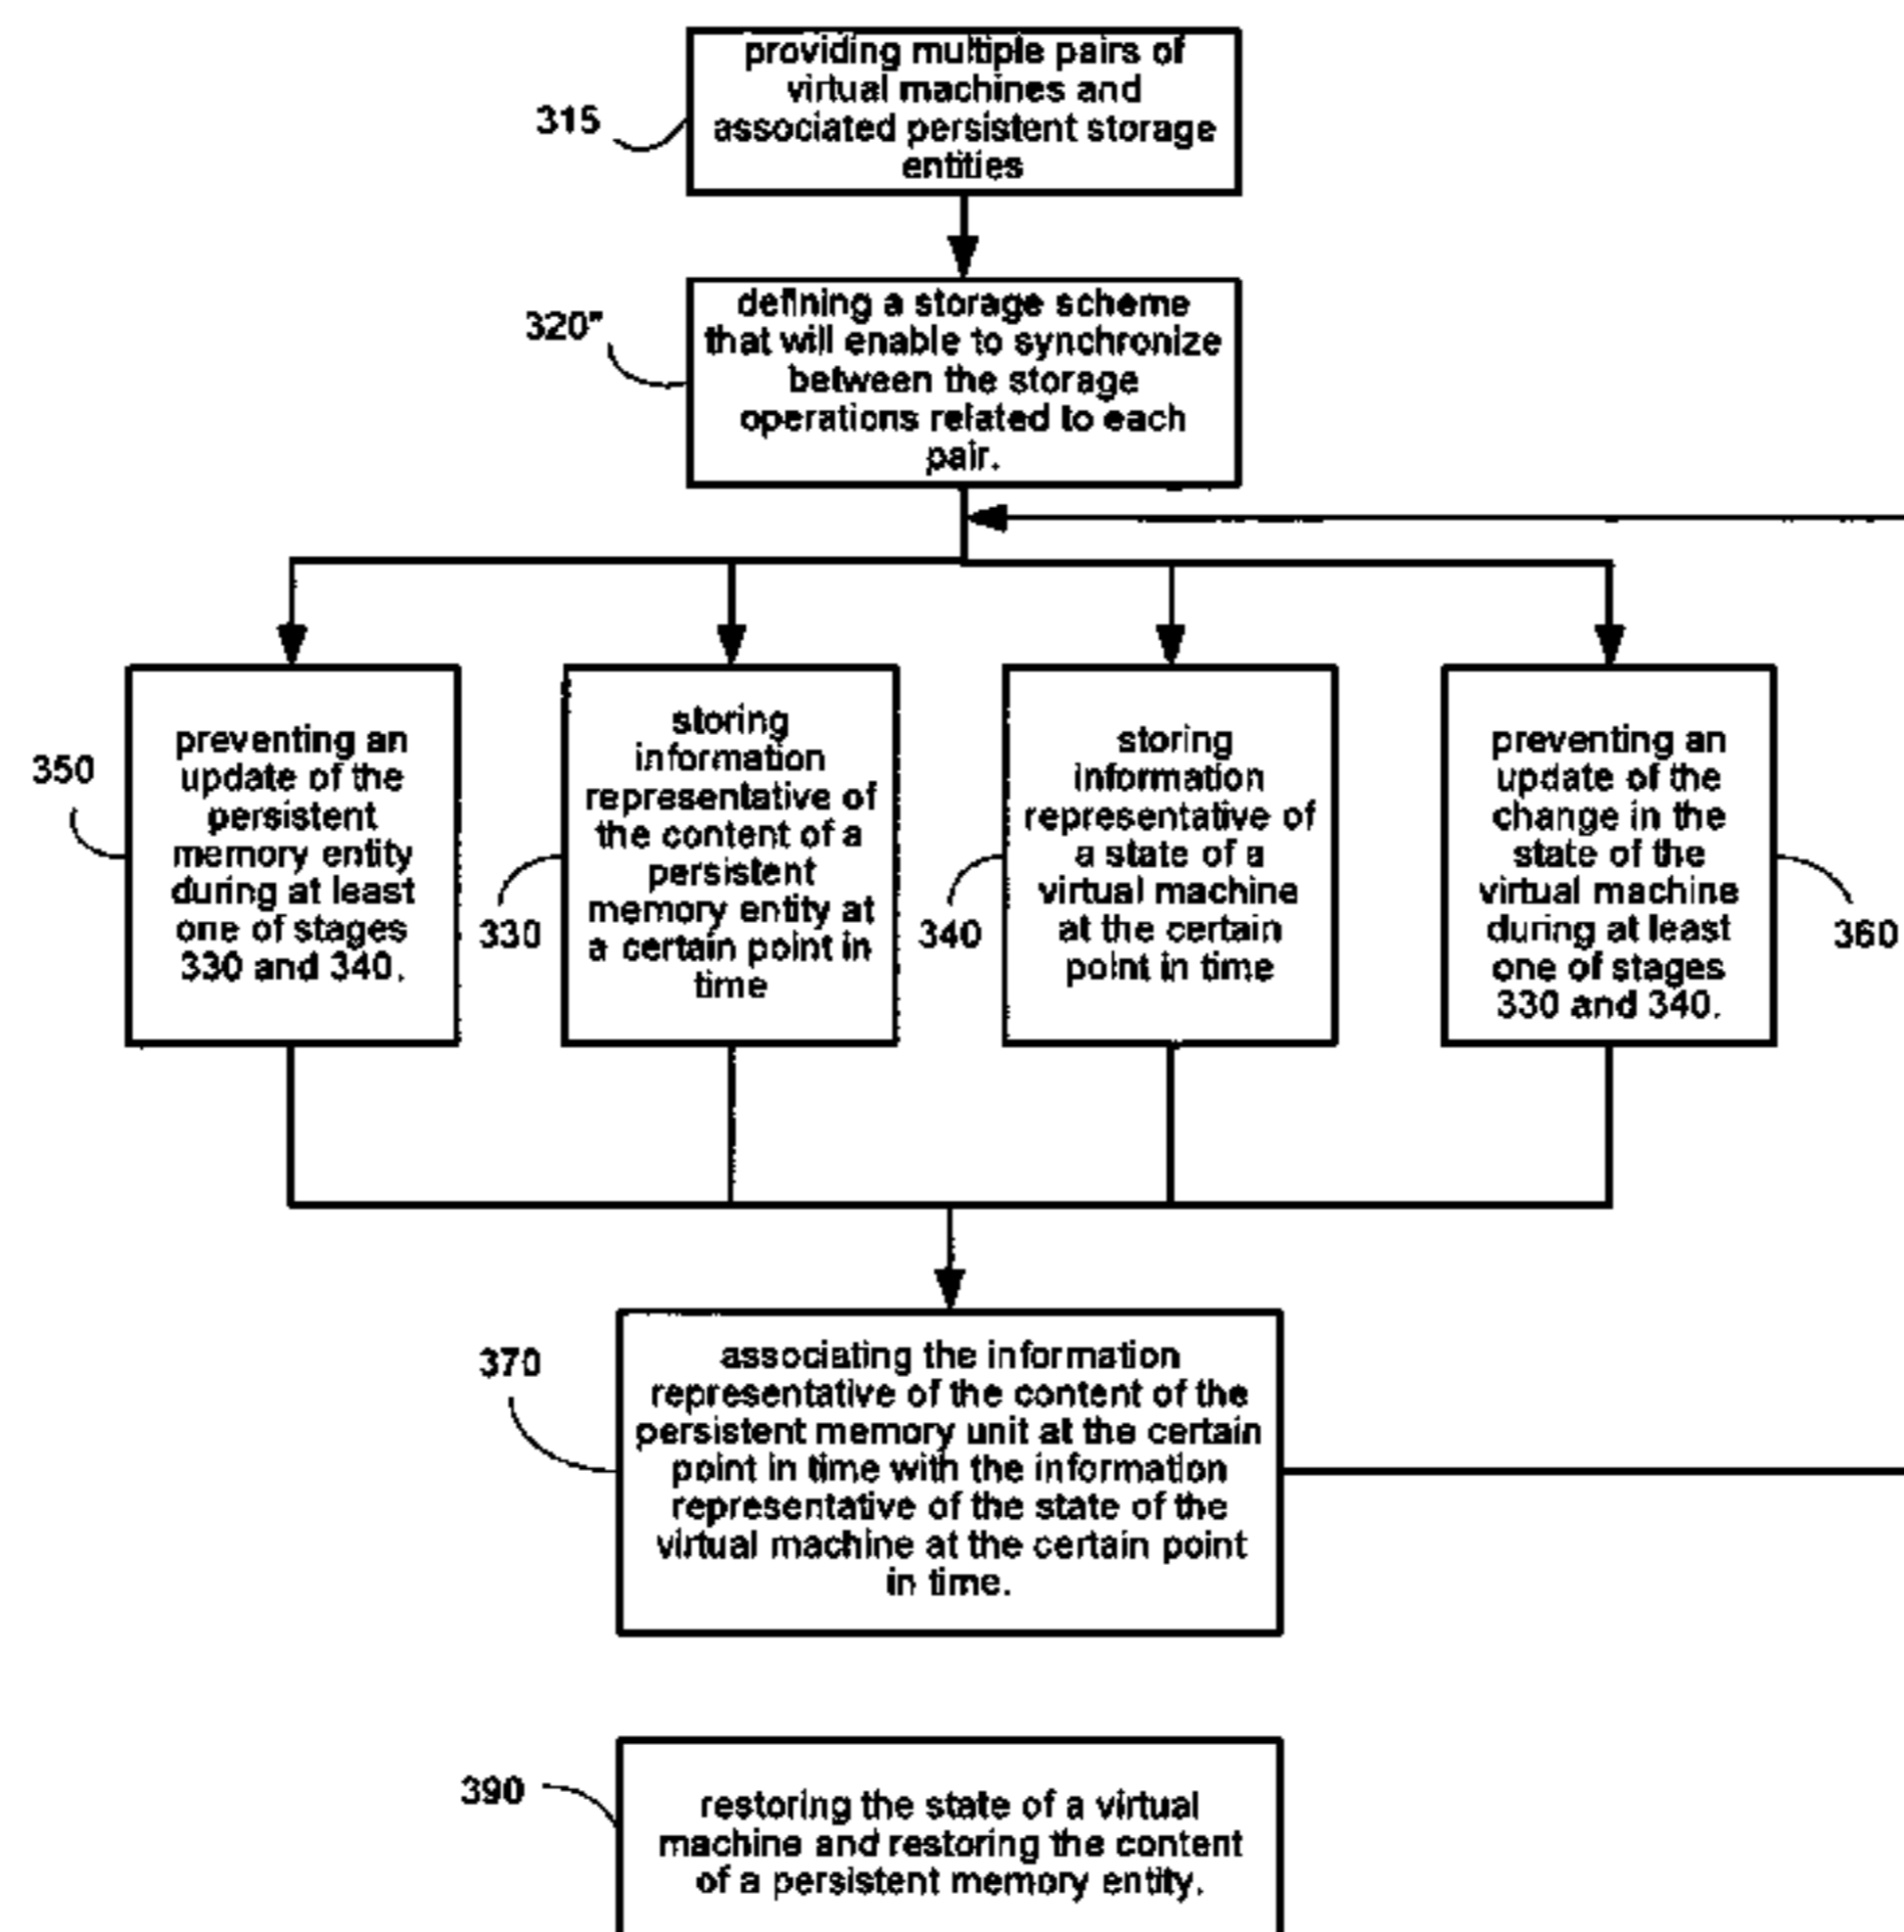 providing multiple pairs of
virtual machines and
associated persistent storage
entities
315
defining a storage scheme
that will enable to synchronize
between the storage
operations related to each
pair.
320"
preventing an
update of the
persistent
memory entity
during at least
one of stages
330 and 340.
350
storing
information
representative of
the content of a
persistent
memory entity at
a certain point in
time
330
storing
information
representative of
a state of a
virtual machine
at the certain
point in time
340
preventing an
update of the
change in the
state of the
virtual machine
during at least
one of stages
330 and 340.
360
associating the information
representative of the content of the
persistent memory unit at the certain
point in time with the information
representative of the state of the
virtual machine at the certain point
in time.
370
restoring the state of a virtual
machine and restoring the content
of a persistent memory entity.
390